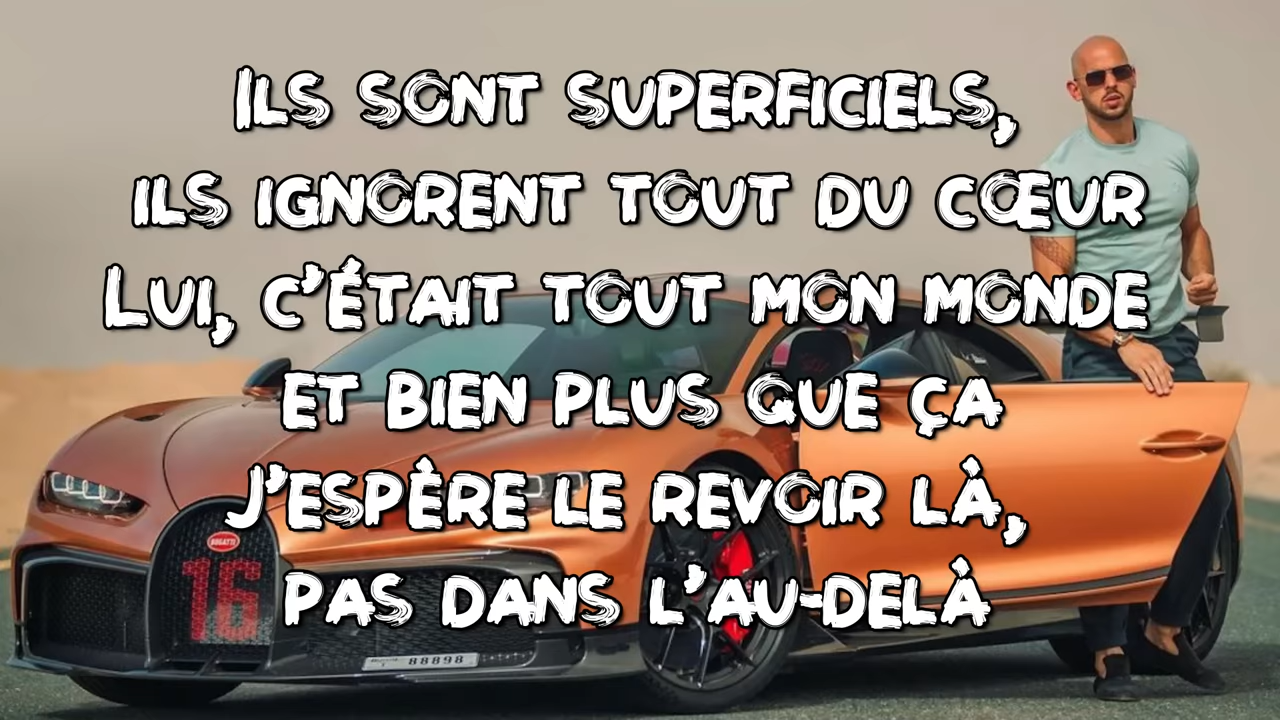 Ils sont superficiels,
ils ignorent tout du cœur
Lui, c'était tout mon monde
et bien plus que ça
J'espère le revoir là,
pas dans l'au-delà
BUGATTI
16
88898